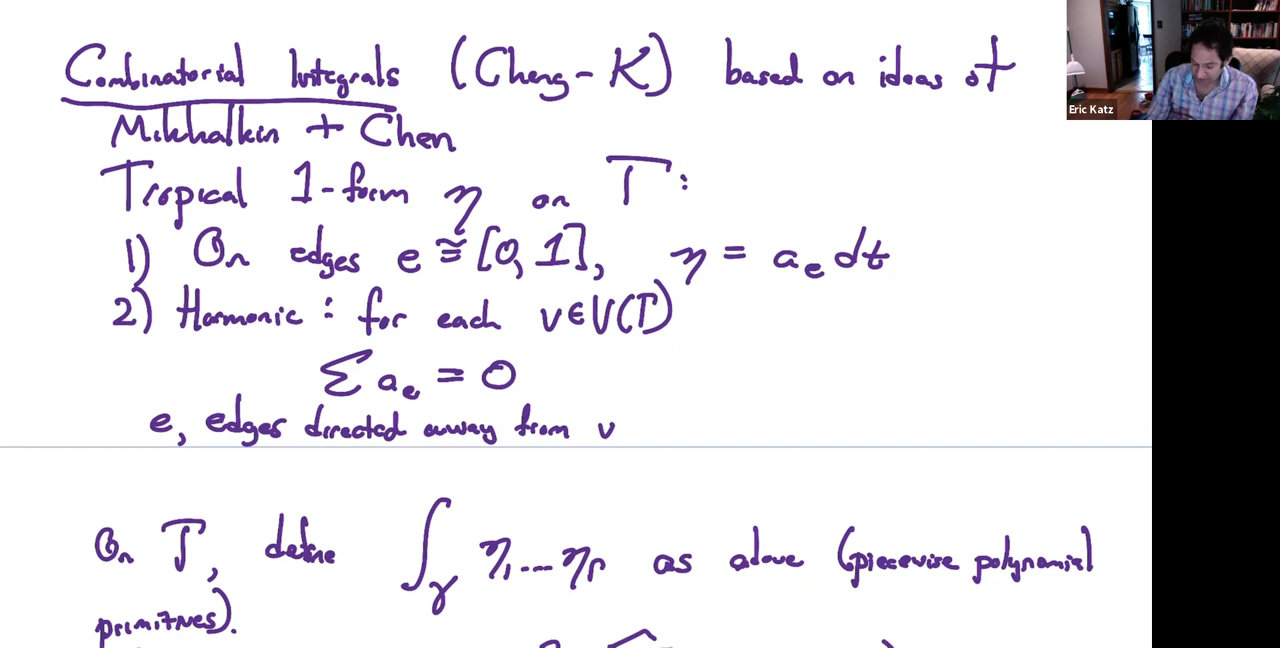 Combinatorial Integrals (Cheng-K) based on ideas of
Mikhalkin + Chen
Tropical 1-form η on Γ:
1) On edges e ≅ [0, 1], η = a_e dt
2) Harmonic: for each v∈V(Γ)
Σ a_e = 0
e, edges directed away from v
On Γ, define ∫_γ η_1...η_r as above (piecewise polynomial
primitives).
Eric Katz